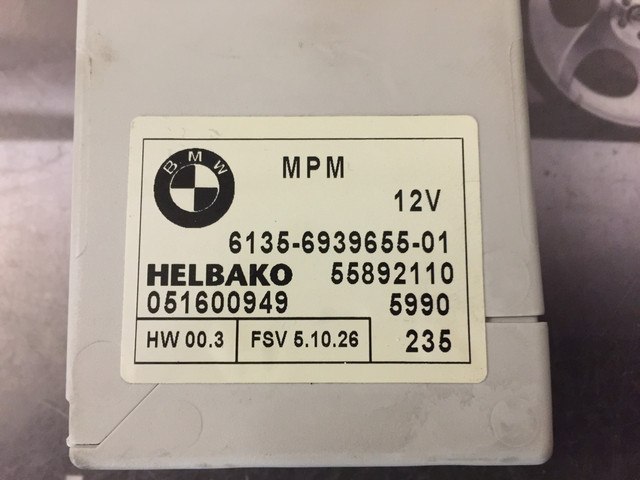 BMW
MPM
12V
6135-6939655-01
HELBAKO 55892110
051600949 5990
HW 00.3 FSV 5.10.26 235